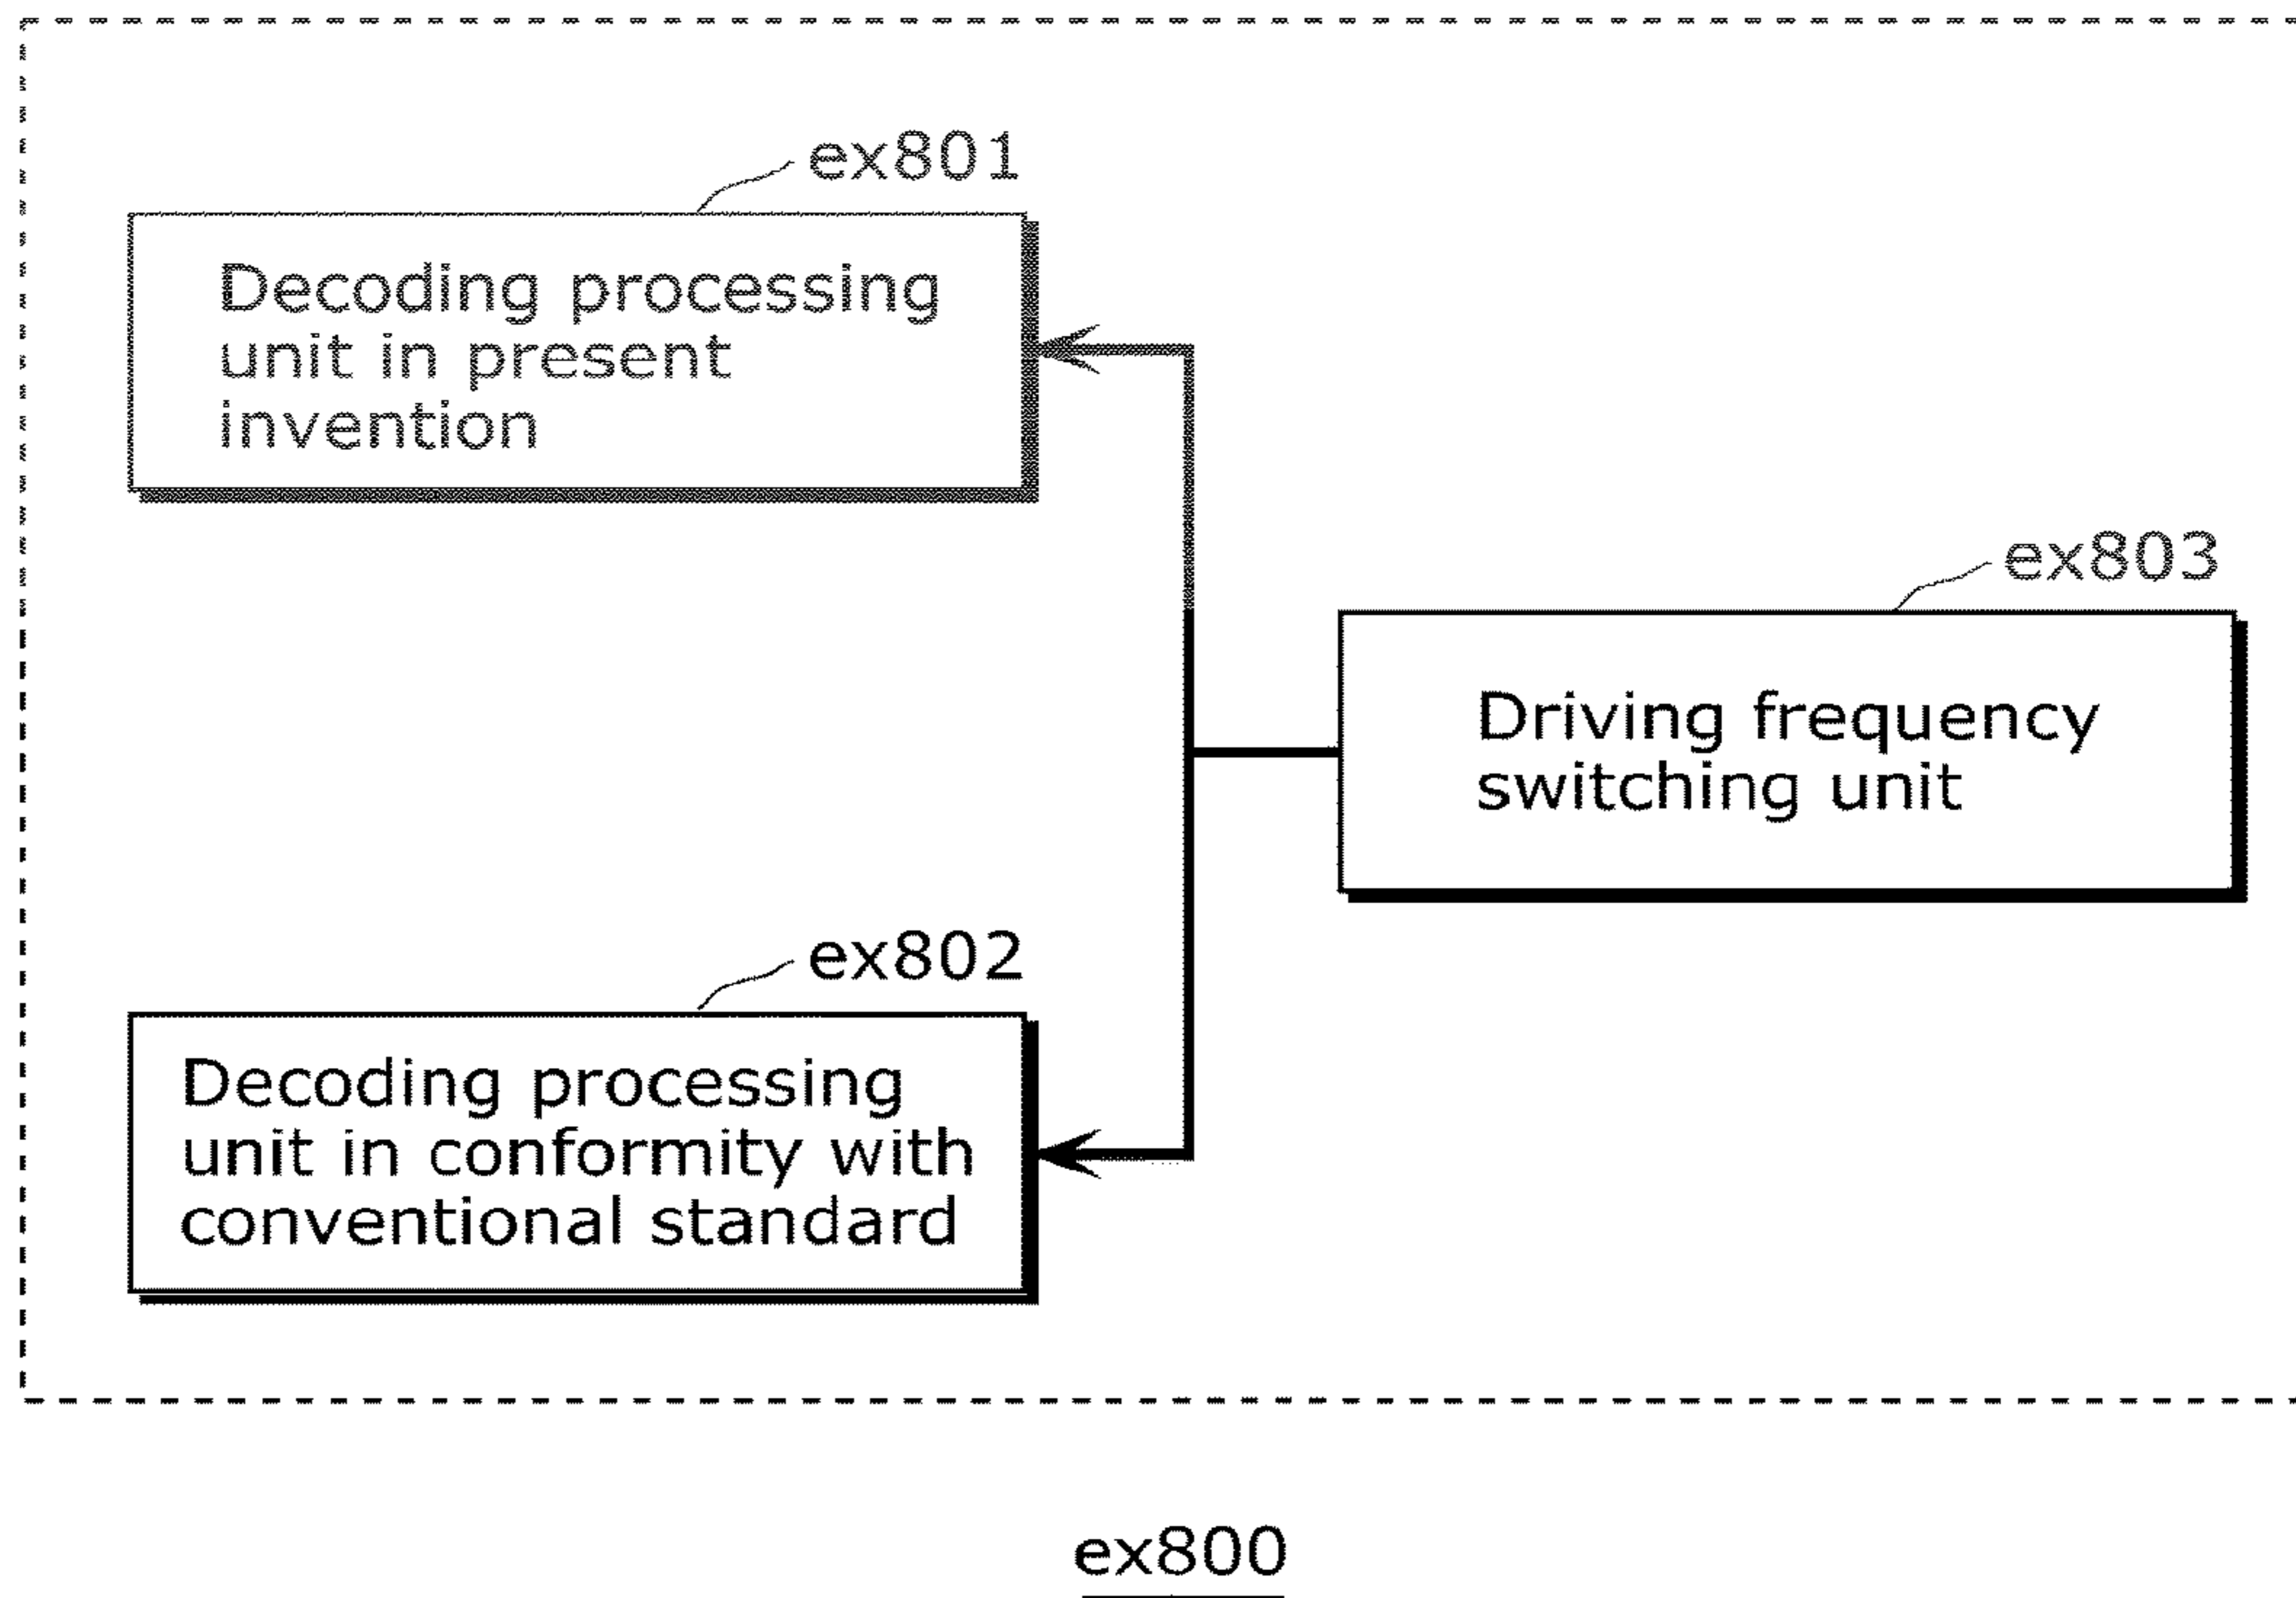 ex801
Decoding processing
unit in present
invention
ex803
Driving frequency
switching unit
ex802
Decoding processing
unit in conformity with
conventional standard
ex800